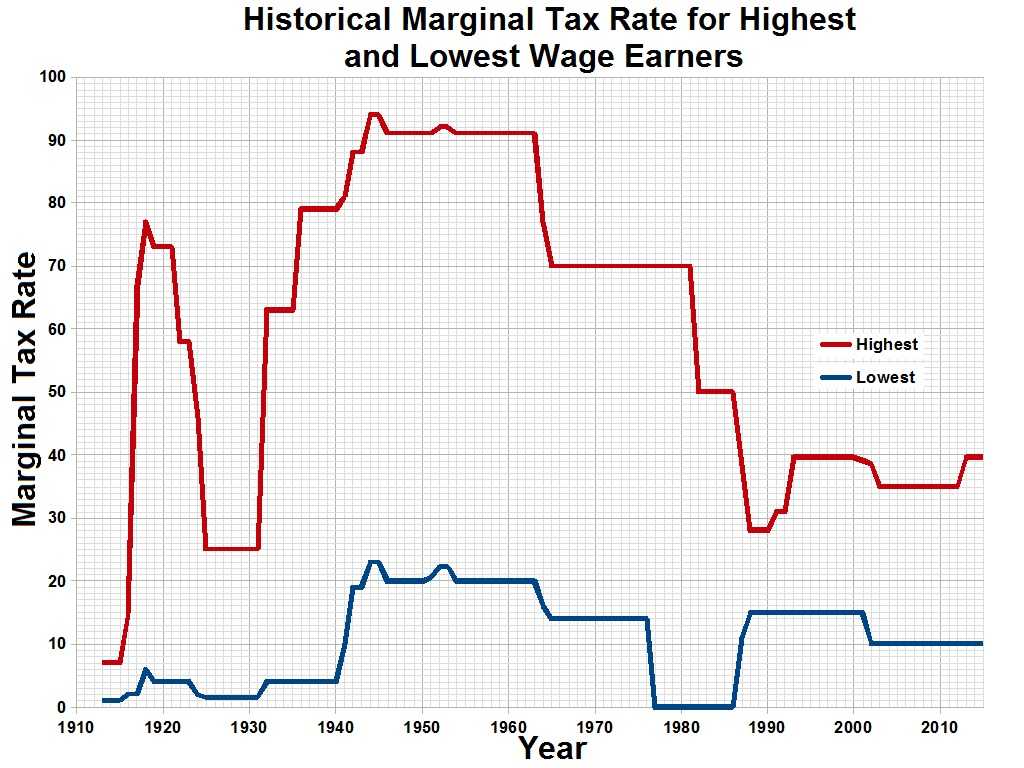 Historical Marginal Tax Rate for Highest
and Lowest Wage Earners
Marginal Tax Rate
100
90
80
70
60
50
40
30
20
10
0
Highest
Lowest
1910 1920 1930 1940 1950 1960 1970 1980 1990 2000 2010
Year